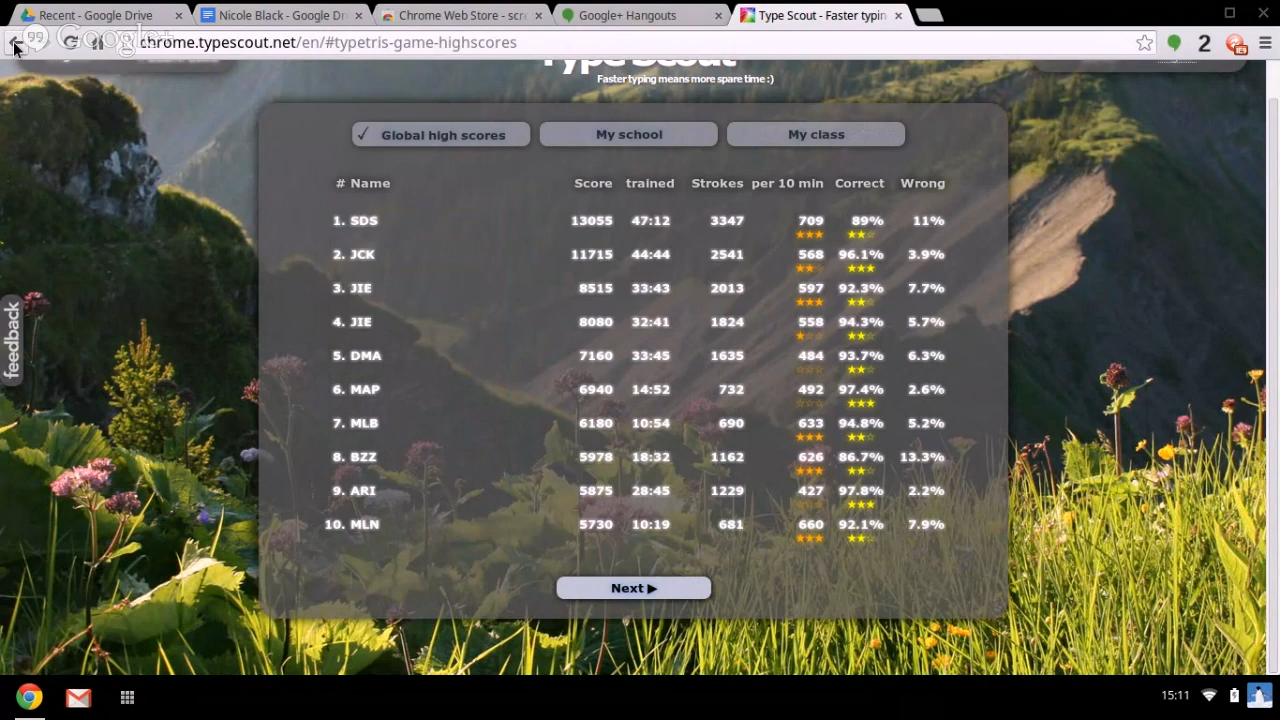 Recent - Google Drive
Nicole Black - Google Dr
Chrome Web Store - scr
Google+ Hangouts
Type Scout - Faster typin
Google+
chrome.typescout.net/en/#typetris-game-highscores
2
Type Scout
Faster typing means more spare time :)
✓ Global high scores My school My class
# Name Score trained Strokes per 10 min Correct Wrong
1. SDS 13055 47:12 3347 709 89% 11%
2. JCK 11715 44:44 2541 568 96.1% 3.9%
3. JIE 8515 33:43 2013 597 92.3% 7.7%
4. JIE 8080 32:41 1824 558 94.3% 5.7%
5. DMA 7160 33:45 1635 484 93.7% 6.3%
6. MAP 6940 14:52 732 492 97.4% 2.6%
7. MLB 6180 10:54 690 633 94.8% 5.2%
8. BZZ 5978 18:32 1162 626 86.7% 13.3%
9. ARI 5875 28:45 1229 427 97.8% 2.2%
10. MLN 5730 10:19 681 660 92.1% 7.9%
Next ▶
feedback
15:11